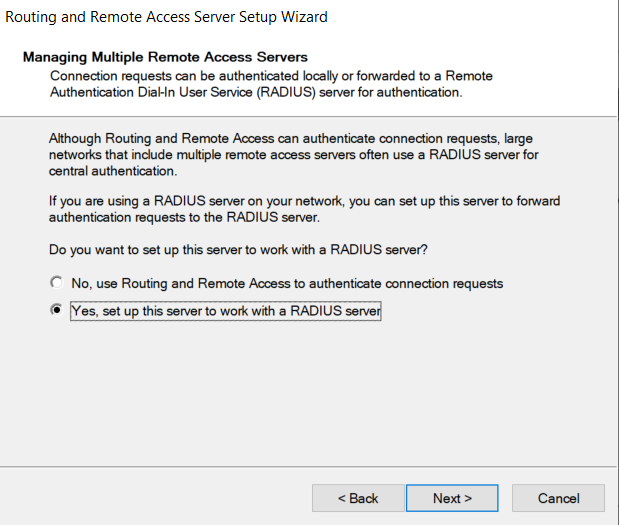 Routing and Remote Access Server Setup Wizard
Managing Multiple Remote Access Servers
Connection requests can be authenticated locally or forwarded to a Remote
Authentication Dial-In User Service (RADIUS) server for authentication.
Although Routing and Remote Access can authenticate connection requests, large
networks that include multiple remote access servers often use a RADIUS server for
central authentication.
If you are using a RADIUS server on your network, you can set up this server to forward
authentication requests to the RADIUS server.
Do you want to set up this server to work with a RADIUS server?
No, use Routing and Remote Access to authenticate connection requests
Yes, set up this server to work with a RADIUS server
< Back Next > Cancel